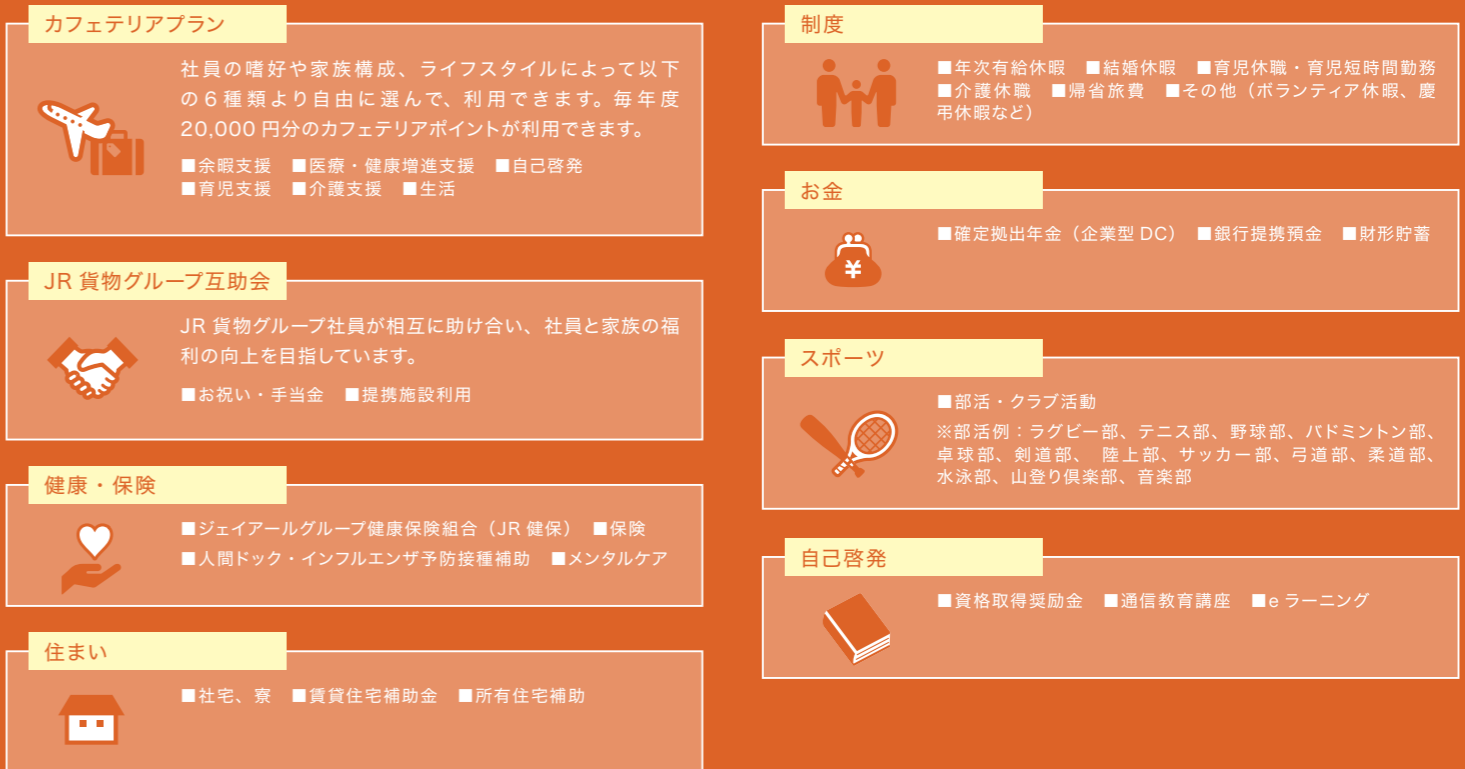 カフェテリアプラン
社員の嗜好や家族構成、ライフスタイルによって以下
の6種類より自由に選んで、利用できます。毎年度
20,000 円分のカフェテリアポイントが利用できます。
■余暇支援 ■医療・健康増進支援 ■自己啓発
■育児支援 ■介護支援 ■生活
JR 貨物グループ互助会
JR 貨物グループ社員が相互に助け合い、社員と家族の福
利の向上を目指しています。
■お祝い・手当金 ■提携施設利用
健康・保険
■ジェイアールグループ健康保険組合（JR 健保） ■保険
■人間ドック・インフルエンザ予防接種補助 ■メンタルケア
住まい
■社宅、寮 ■賃貸住宅補助金 ■所有住宅補助
制度
■年次有給休暇 ■結婚休暇 ■育児休職・育児短時間勤務
■介護休職 ■帰省旅費 ■その他（ボランティア休暇、慶
弔休暇など）
お金
¥
■確定拠出年金（企業型 DC） ■銀行提携預金 ■財形貯蓄
スポーツ
■部活・クラブ活動
※部活例：ラグビー部、テニス部、野球部、バドミントン部、
卓球部、剣道部、 陸上部、サッカー部、弓道部、柔道部、
水泳部、山登り倶楽部、音楽部
自己啓発
■資格取得奨励金 ■通信教育講座 ■e ラーニング